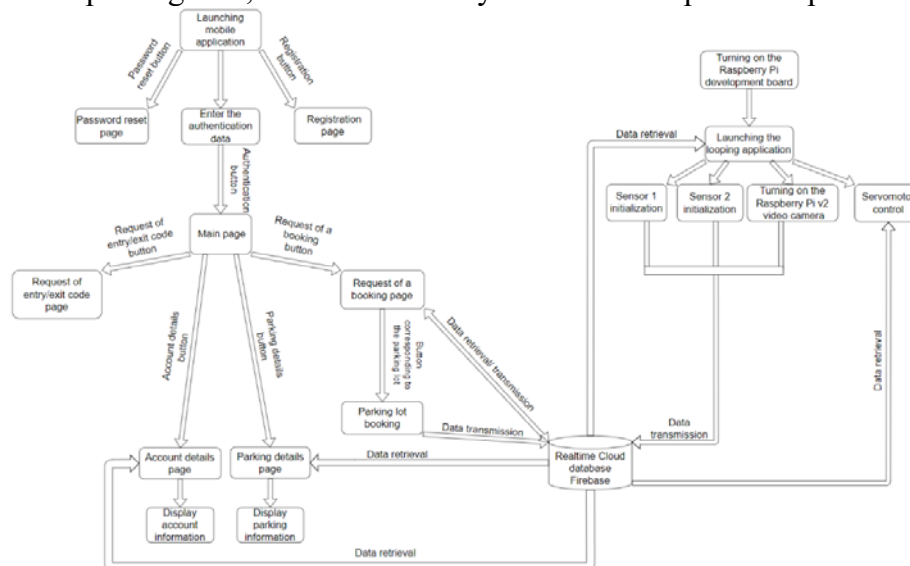 Launching
mobile
application
Password
reset button
Registration
button
Password reset
page
Enter the
authentication
data
Registration
page
Authentication
button
Main page
Request of
entry/exit code
button
Request of a
booking
button
Request of
entry/exit code
page
Request of a
booking page
Account details
button
Parking details
button
Button
corresponding to
the parking lot
Data retrieval/ transmission
Parking lot
booking
Data transmission
Account details
page
Parking details
page
Data retrieval
Realtime Cloud
database
Firebase
Display
account
information
Display
parking
information
Data retrieval
Turning on the
Raspberry Pi
development board
Data retrieval
Launching the
looping application
Sensor 1
initialization
Sensor 2
initialization
Turning on the
Raspberry Pi v2
video camera
control
Data
transmission
Data retrieval